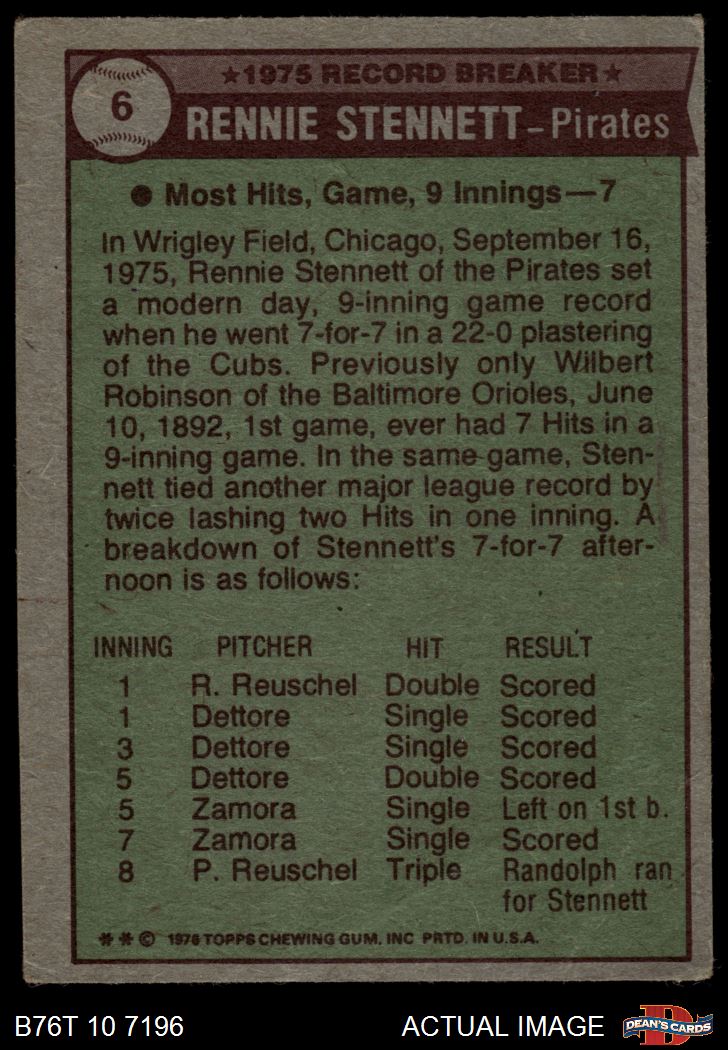 6
★1975 RECORD BREAKER★
RENNIE STENNETT-Pirates
● Most Hits, Game, 9 Innings—7
In Wrigley Field, Chicago, September 16,
1975, Rennie Stennett of the Pirates set
a modern day, 9-inning game record
when he went 7-for-7 in a 22-0 plastering
of the Cubs. Previously only Wilbert
Robinson of the Baltimore Orioles, June
10, 1892, 1st game, ever had 7 Hits in a
9-inning game. In the same game, Sten-
nett tied another major league record by
twice lashing two Hits in one inning. A
breakdown of Stennett's 7-for-7 after-
noon is as follows:
INNING PITCHER HIT RESULT
1 R. Reuschel Double Scored
1 Dettore Single Scored
3 Dettore Single Scored
5 Dettore Double Scored
5 Zamora Single Left on 1st b.
7 Zamora Single Scored
8 P. Reuschel Triple Randolph ran
for Stennett
** © 1976 TOPPS CHEWING GUM, INC PRTD. IN U.S.A.
B76T 10 7196 ACTUAL IMAGE
D
DEAN'S CARDS